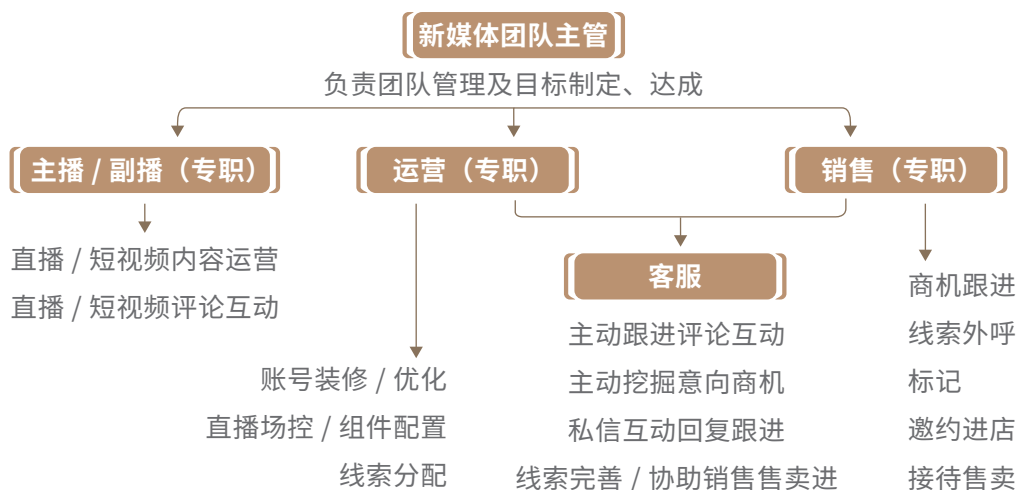 新媒体团队主管
负责团队管理及目标制定、达成
主播 / 副播（专职）
运营（专职）
销售（专职）
直播 / 短视频内容运营
直播 / 短视频评论互动
账号装修 / 优化
直播场控 / 组件配置
线索分配
客服
主动跟进评论互动
主动挖掘意向商机
私信互动回复跟进
线索完善 / 协助销售售卖进
商机跟进
线索外呼
标记
邀约进店
接待售卖